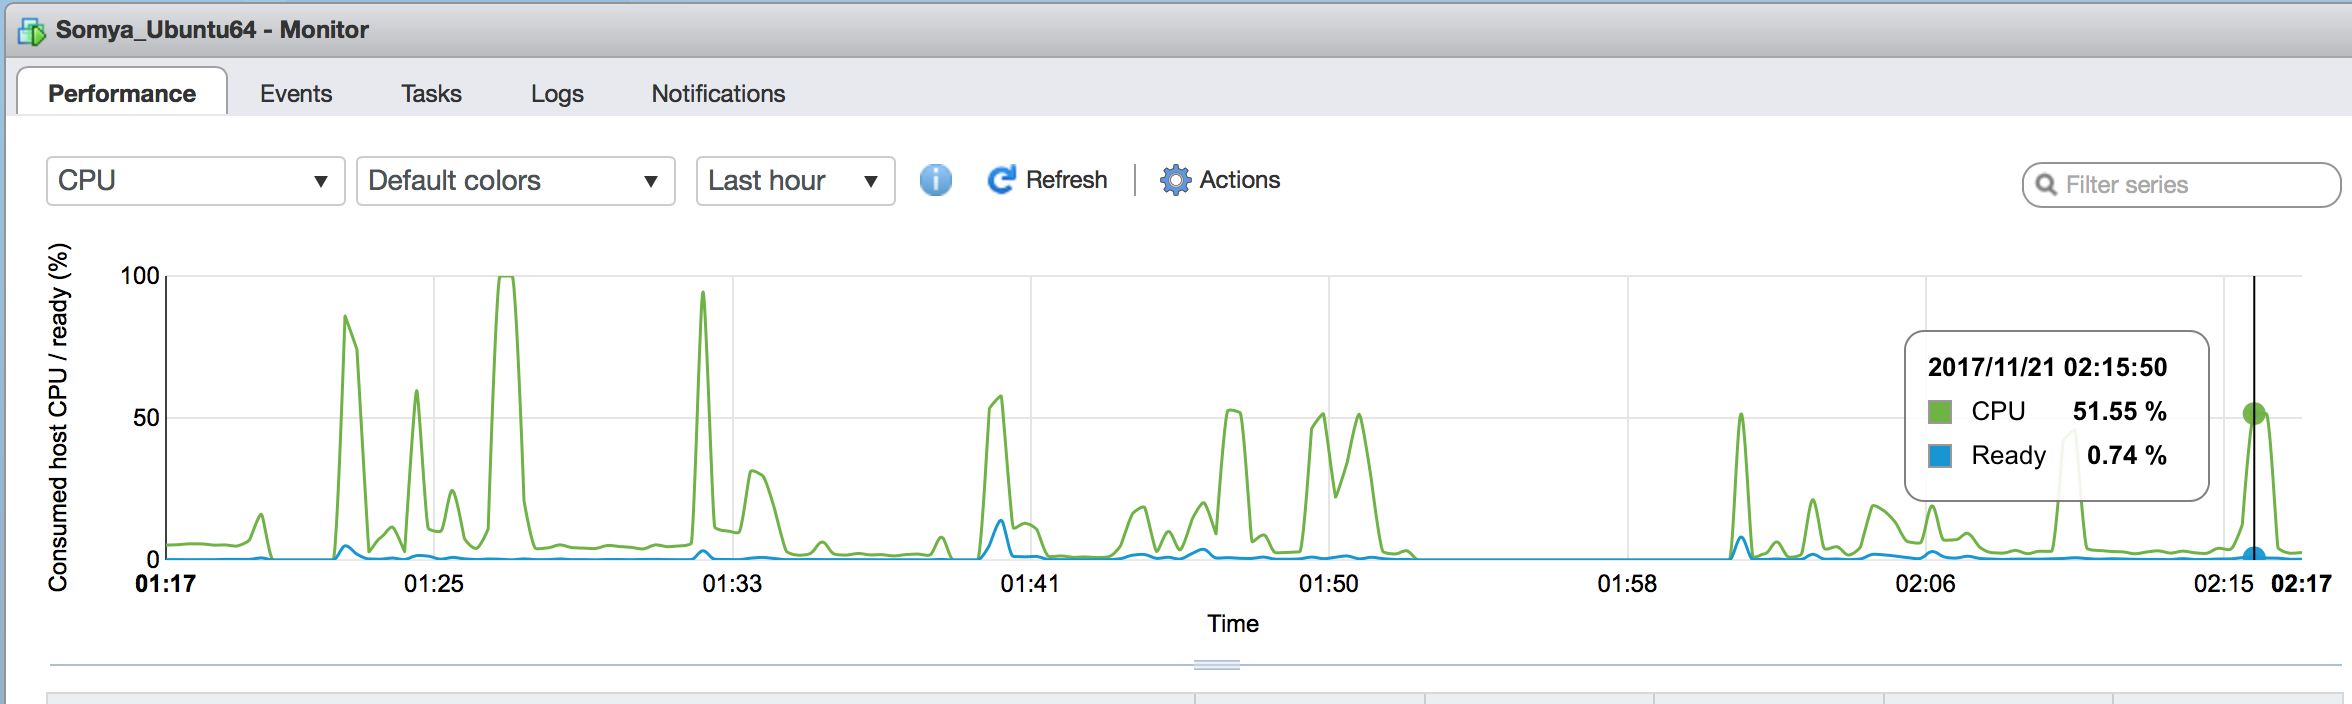 Somya_Ubuntu64 - Monitor
Performance Events Tasks Logs Notifications
CPU Default colors Last hour Refresh Actions Filter series
Consumed host CPU / ready (%)
100
50
0
2017/11/21 02:15:50
CPU 51.55 %
Ready 0.74 %
01:17 01:25 01:33 01:41 01:50 01:58 02:06 02:15 02:17
Time